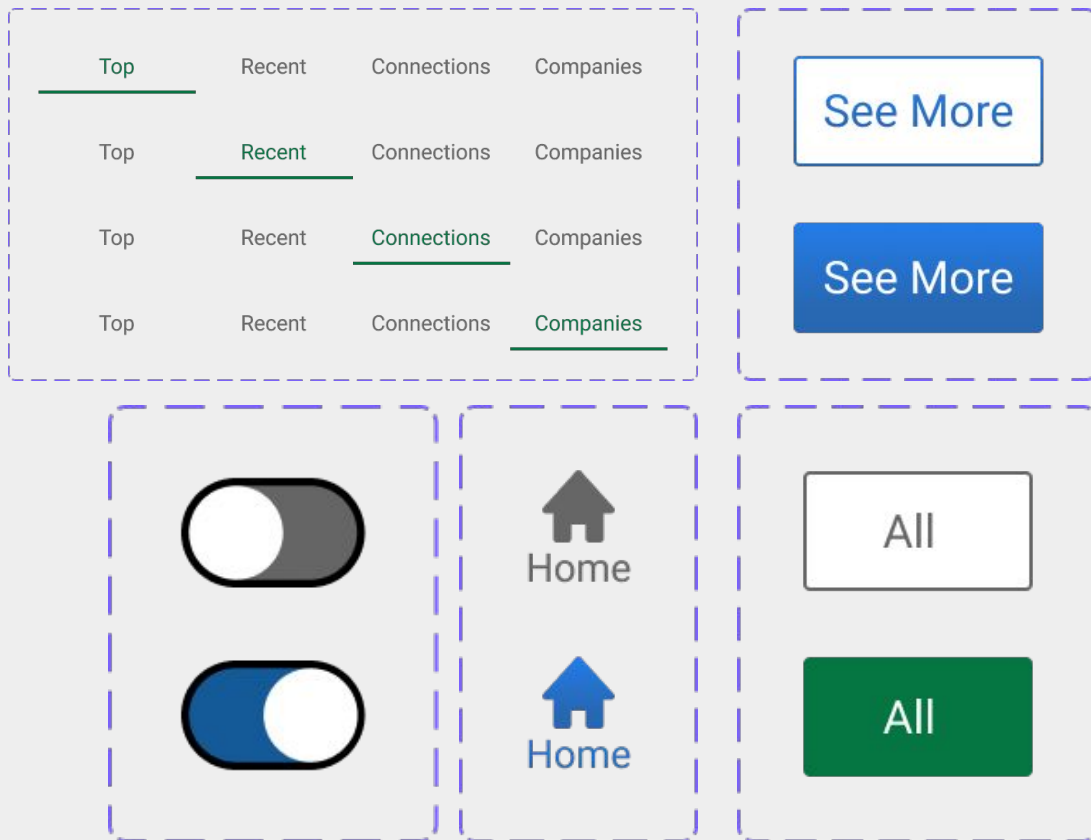 Top Recent Connections Companies
Top Recent Connections Companies
Top Recent Connections Companies
Top Recent Connections Companies
See More
See More
Home
Home
All
All